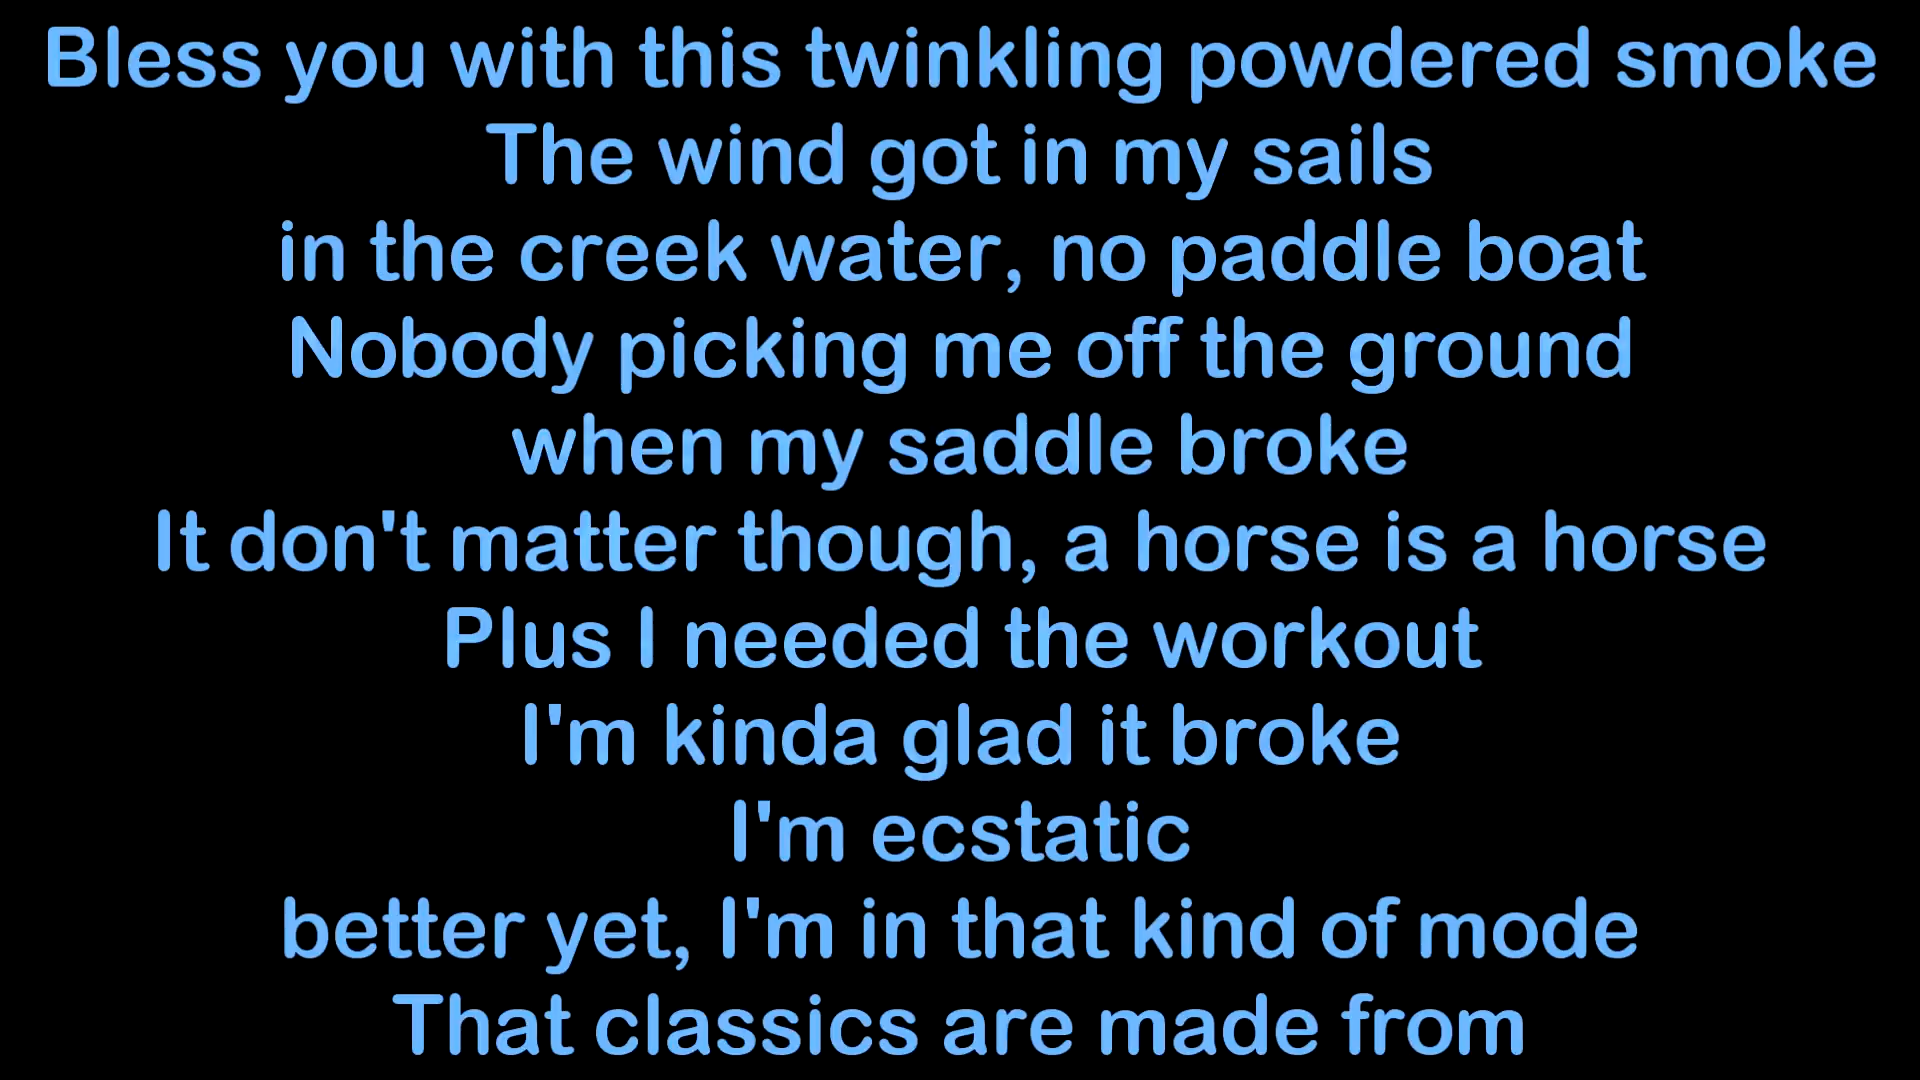 Bless you with this twinkling powdered smoke
The wind got in my sails
in the creek water, no paddle boat
Nobody picking me off the ground
when my saddle broke
It don't matter though, a horse is a horse
Plus I needed the workout
I'm kinda glad it broke
I'm ecstatic
better yet, I'm in that kind of mode
That classics are made from